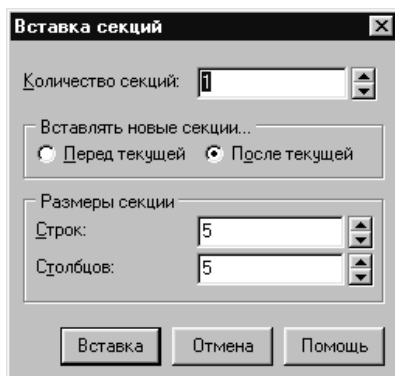 Вставка секций
Количество секций: 1
Вставлять новые секции...
Перед текущей После текущей
Размеры секции
Строк: 5
Столбцов: 5
Вставка Отмена Помощь